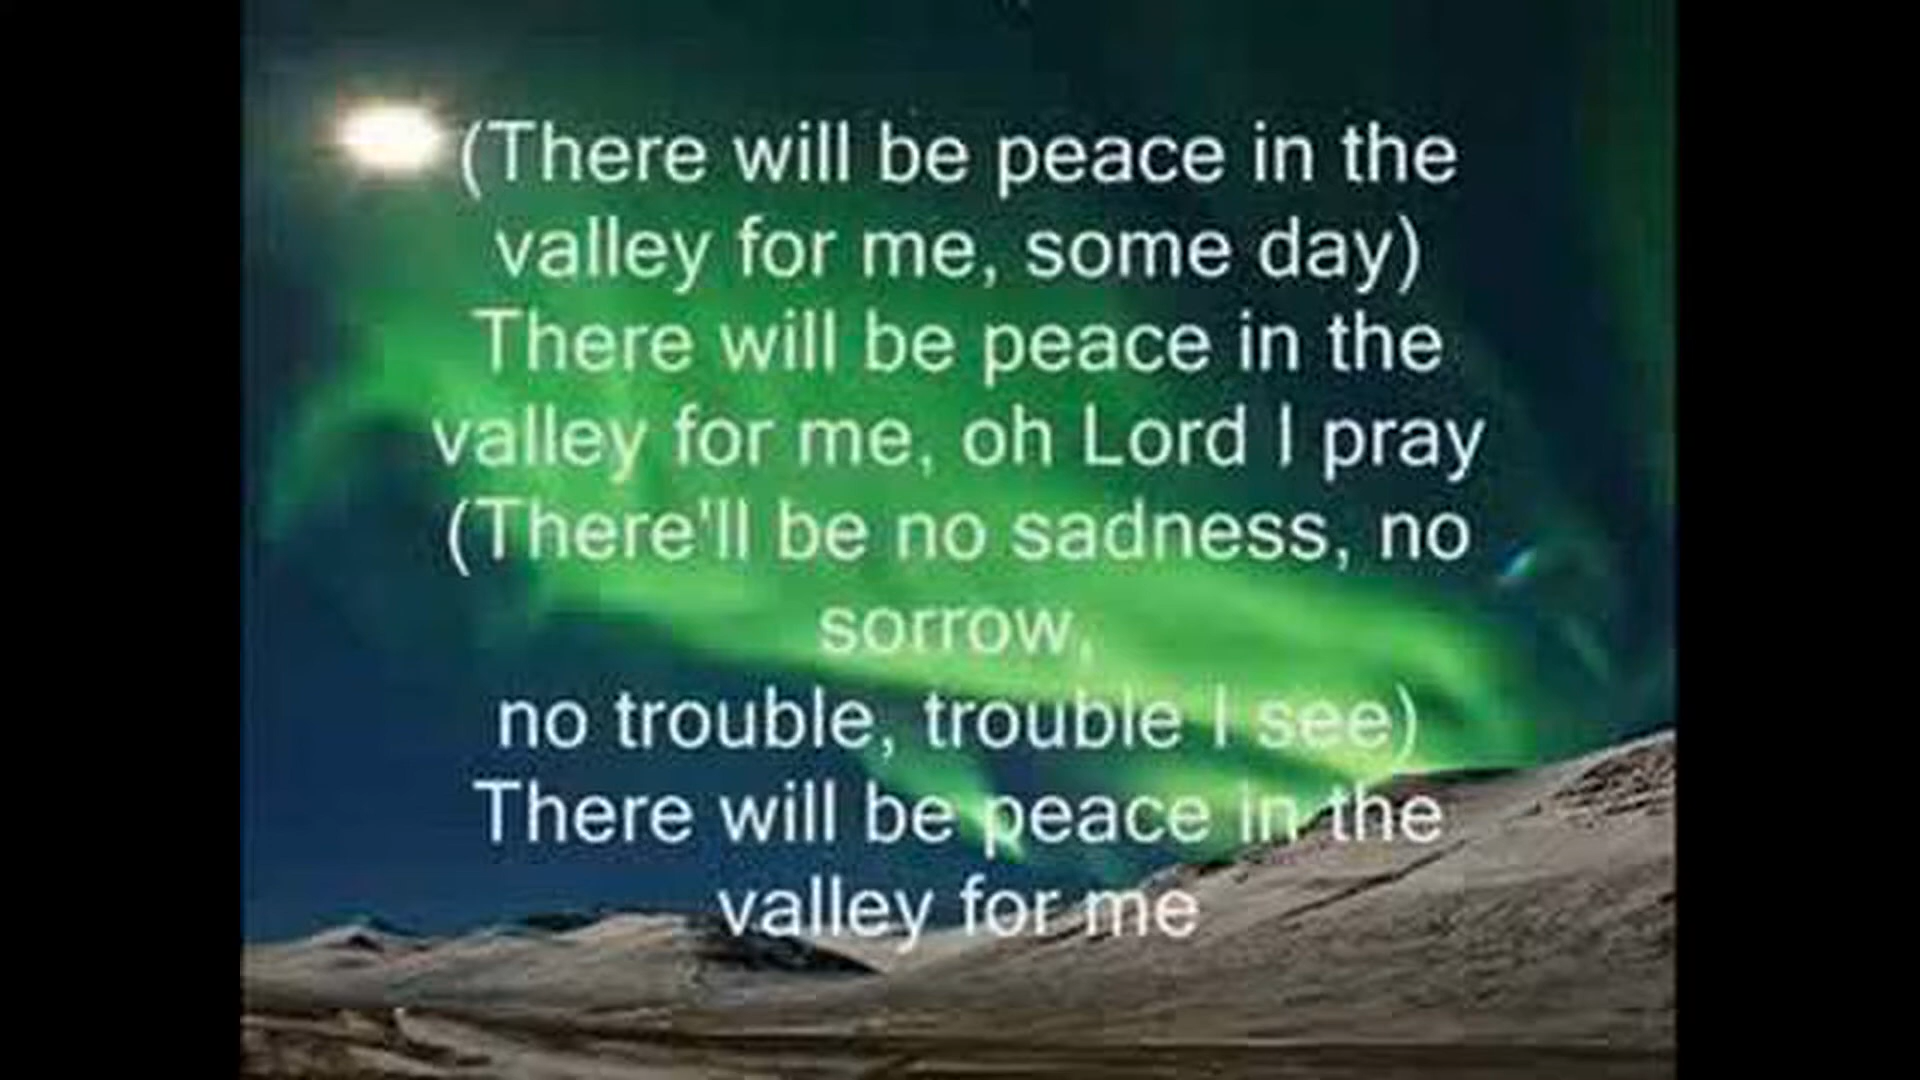 (There will be peace in the
valley for me, some day)
There will be peace in the
valley for me, oh Lord I pray
(There'll be no sadness, no
sorrow,
no trouble, trouble I see)
There will be peace in the
valley for me